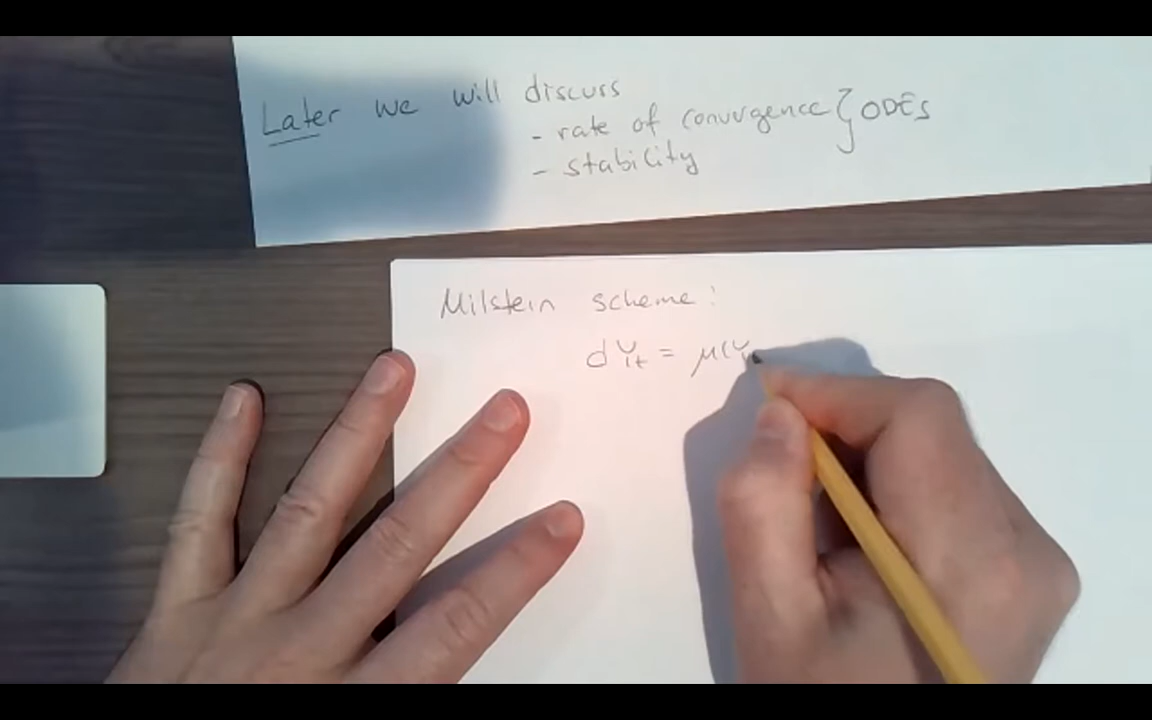 Later we will discuss
- rate of convergence } ODEs
- stability
Milstein scheme:
dYt = μ(Y